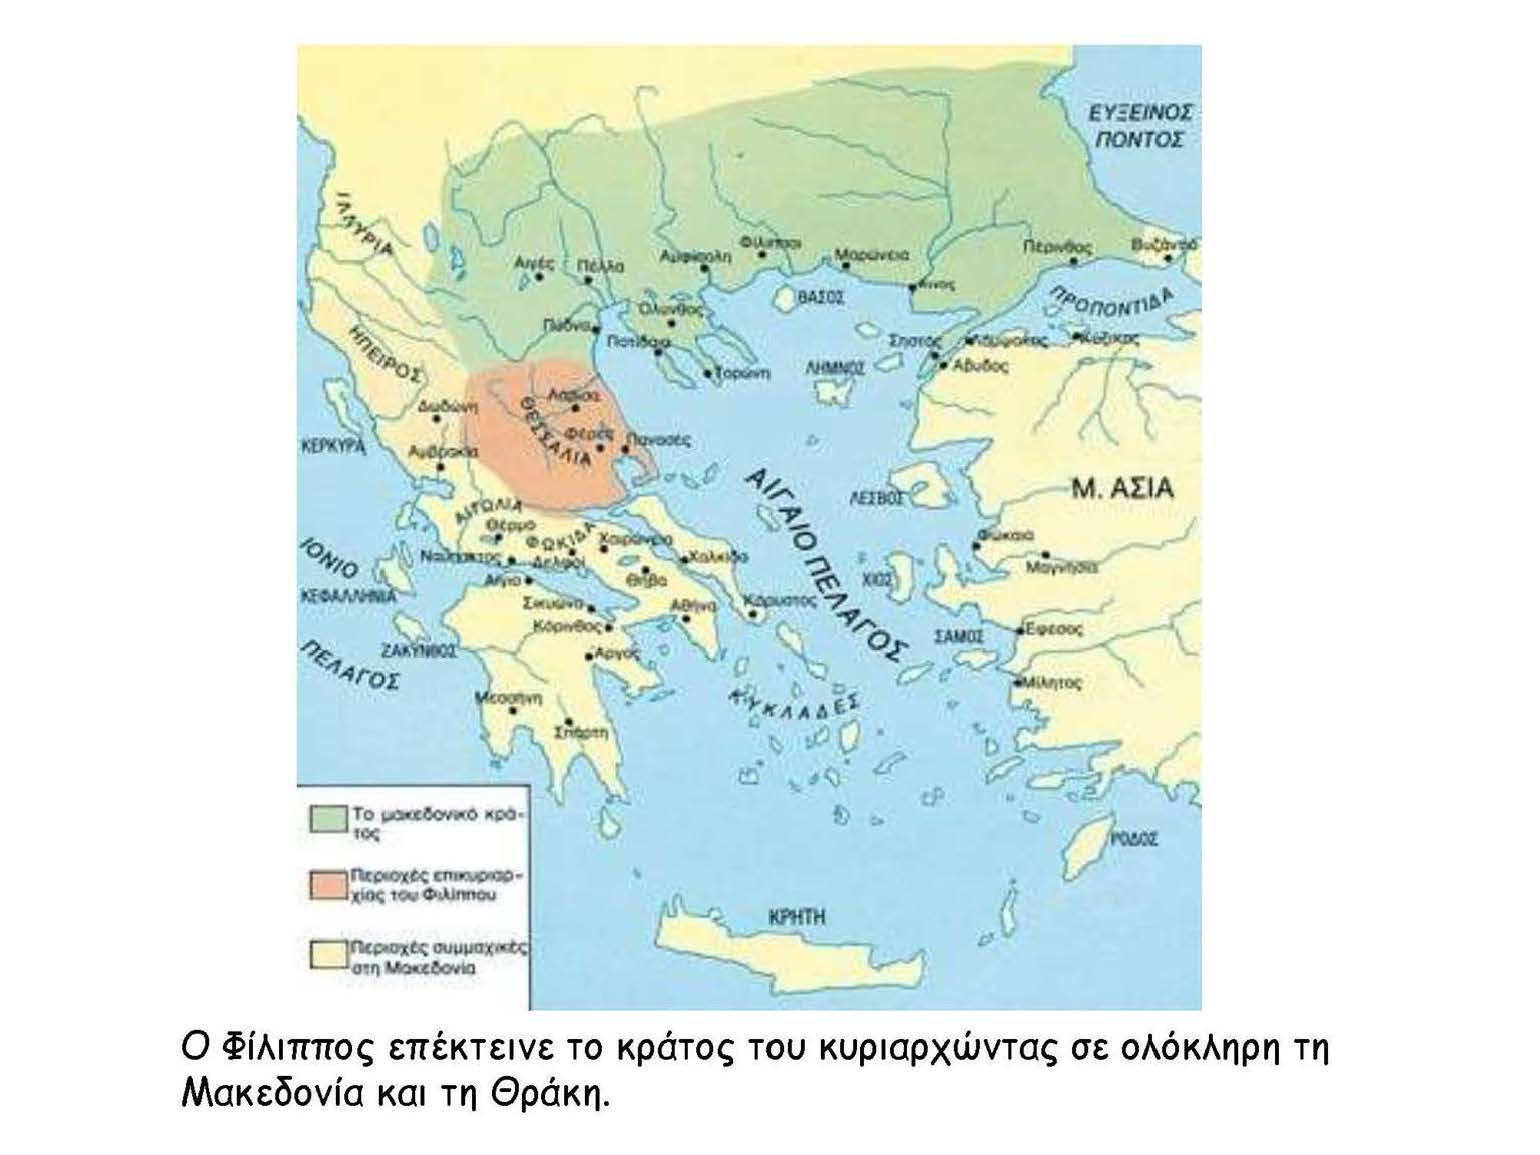 ΕΥΞΕΙΝΟΣ
ΠΟΝΤΟΣ
ΙΛΛΥΡΙΑ
Φίλιπποι
Βυζάντιο
Πέρινθος
Μαρώνεια
Αμφίπολη
Αιγές
Πέλλα
Αίνος
ΘΑΣΟΣ
ΠΡΟΠΟΝΤΙΔΑ
Όλυνθος
Πύδνα
Ποτίδαια
Σηστός
Λάμψακος
Κύζικος
ΗΠΕΙΡΟΣ
Τορώνη
ΛΗΜΝΟΣ
Άβυδος
Λάρισα
Δωδώνη
ΘΕΣΣΑΛΙΑ
Φερές
Παγασές
ΚΕΡΚΥΡΑ
Αμβρακία
ΑΙΓΑΙΟ ΠΕΛΑΓΟΣ
ΛΕΣΒΟΣ
Μ. ΑΣΙΑ
ΑΙΤΩΛΙΑ
Θέρμο
ΦΩΚΙΔΑ
Χαιρώνεια
Φώκαια
ΙΟΝΙΟ
Ναύπακτος
Δελφοί
Χαλκίδα
Μαγνησία
Αίγιο
Θήβα
ΧΙΟΣ
ΚΕΦΑΛΛΗΝΙΑ
Σικυώνα
Αθήνα
Κάρυστος
Κόρινθος
Έφεσος
ΣΑΜΟΣ
ΠΕΛΑΓΟΣ
ΖΑΚΥΝΘΟΣ
Άργος
Μίλητος
Μεσσήνη
ΚΥΚΛΑΔΕΣ
Σπάρτη
ΡΟΔΟΣ
ΚΡΗΤΗ
Το μακεδονικό κρά-
τος
Περιοχές επικυριαρ-
χίας του Φιλίππου
Περιοχές συμμαχικές
στη Μακεδονία
Ο Φίλιππος επέκτεινε το κράτος του κυριαρχώντας σε ολόκληρη τη
Μακεδονία και τη Θράκη.